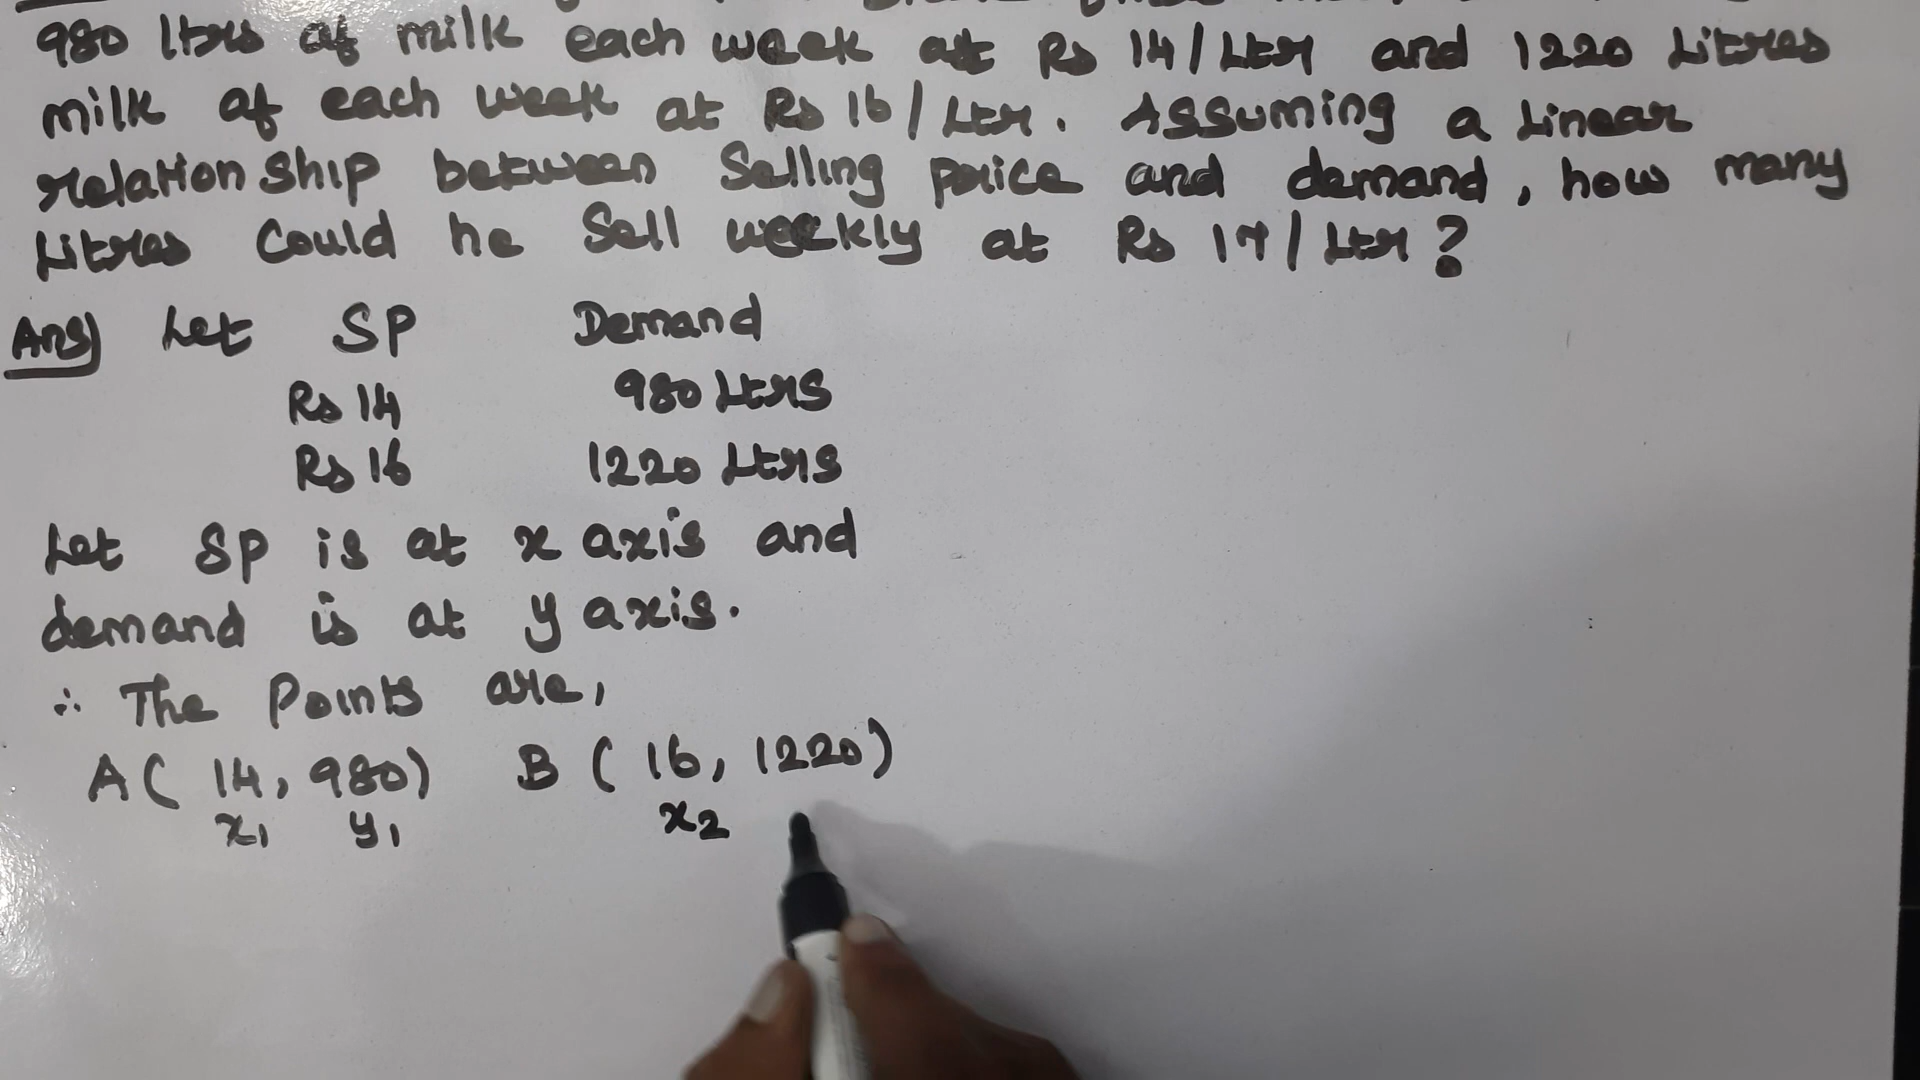 980 ltrs of milk each week at Rs 14/Ltr and 1220 Litres
milk of each week at Rs 16/Ltr. Assuming a Linear
relation ship between Selling price and demand, how many
Litres Could he Sell weekly at Rs 17/Ltr?
Ans) Let SP Demand
Rs 14 980 Ltrs
Rs 16 1220 Ltrs
Let SP is at x axis and
demand is at y axis.
∴ The Points are,
A( 14, 980) B ( 16, 1220)
x₁ y₁ x₂